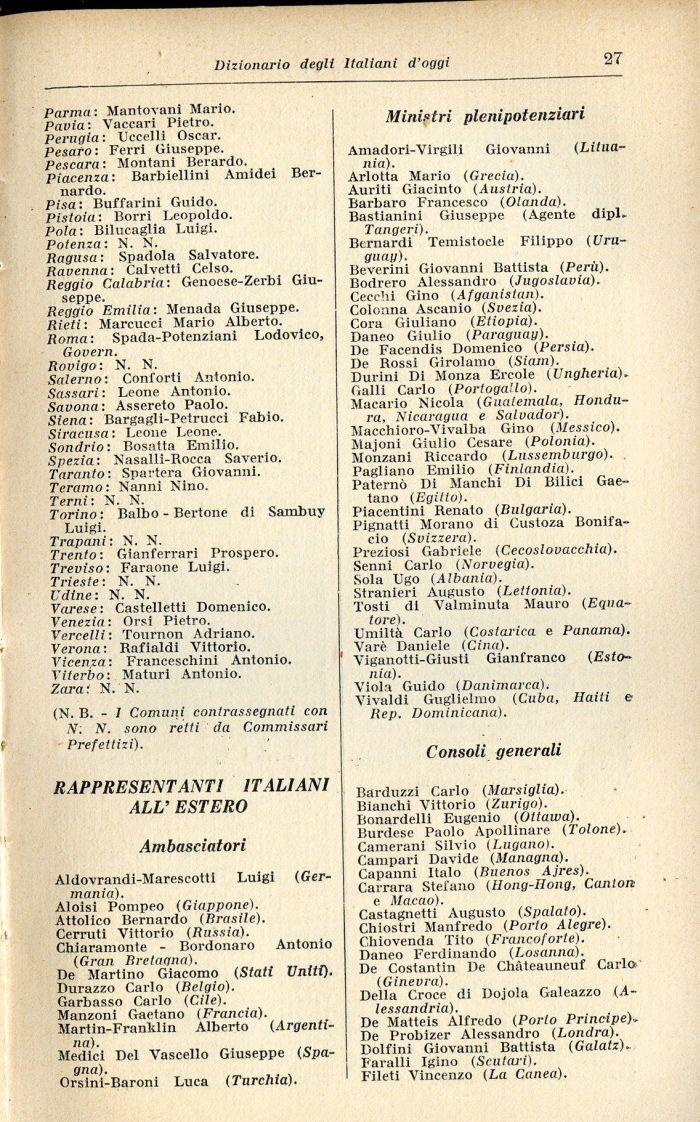 Dizionario degli Italiani d'oggi
27
Parma: Mantovani Mario.
Pavia: Vaccari Pietro.
Perugia: Uccelli Oscar.
Pesaro: Ferri Giuseppe.
Pescara: Montani Berardo.
Piacenza: Barbiellini Amidei Ber-
nardo.
Pisa: Buffarini Guido.
Pistoia: Borri Leopoldo.
Pola: Bilucaglia Luigi.
Potenza: N. N.
Ragusa: Spadola Salvatore.
Ravenna: Calvetti Celso.
Reggio Calabria: Genoese-Zerbi Giu-
seppe.
Reggio Emilia: Menada Giuseppe.
Rieti: Marcucci Mario Alberto.
Roma: Spada-Potenziani Lodovico,
Govern.
Rovigo: N. N.
Salerno: Conforti Antonio.
Sassari: Leone Antonio.
Savona: Assereto Paolo.
Siena: Bargagli-Petrucci Fabio.
Siracusa: Leone Leone.
Sondrio: Bosatta Emilio.
Spezia: Nasalli-Rocca Saverio.
Taranto: Spartera Giovanni.
Teramo: Nanni Nino.
Terni: N. N.
Torino: Balbo-Bertone di Sambuy
Luigi.
Trapani: N. N.
Trento: Gianferrari Prospero.
Treviso: Faraone Luigi.
Trieste: N. N.
Udine: N. N.
Varese: Castelletti Domenico.
Venezia: Orsi Pietro.
Vercelli: Tournon Adriano.
Verona: Rafialdi Vittorio.
Vicenza: Franceschini Antonio.
Viterbo: Maturi Antonio.
Zara: N. N.
(N. B. - I Comuni contrassegnati con
N. N. sono retti da Commissari
Prefettizi).
RAPPRESENTANTI ITALIANI
ALL' ESTERO
Ambasciatori
Aldovrandi-Marescotti Luigi (Ger-
mania).
Aloisi Pompeo (Giappone).
Attolico Bernardo (Brasile).
Cerruti Vittorio (Russia).
Chiaramonte - Bordonaro Antonio
(Gran Bretagna).
De Martino Giacomo (Stati Uniti).
Durazzo Carlo (Belgio).
Garbasso Carlo (Cile).
Manzoni Gaetano (Francia).
Martin-Franklin Alberto (Argenti-
na).
Medici Del Vascello Giuseppe (Spa-
gna).
Orsini-Baroni Luca (Turchia).
Ministri plenipotenziari
Amadori-Virgili Giovanni (Litua-
nia).
Arlotta Mario (Grecia).
Auriti Giacinto (Austria).
Barbaro Francesco (Olanda).
Bastianini Giuseppe (Agente dipl.
Tangeri).
Bernardi Temistocle Filippo (Uru-
guay).
Beverini Giovanni Battista (Perù).
Bodrero Alessandro (Jugoslavia).
Cecchi Gino (Afganistan).
Colonna Ascanio (Svezia).
Cora Giuliano (Etiopia).
Daneo Giulio (Paraguay).
De Facendis Domenico (Persia).
De Rossi Girolamo (Siam).
Durini Di Monza Ercole (Ungheria).
Galli Carlo (Portogallo).
Macario Nicola (Guatemala, Hondu-
ra, Nicaragua e Salvador).
Macchioro-Vivalba Gino (Messico).
Majoni Giulio Cesare (Polonia).
Monzani Riccardo (Lussemburgo).
Pagliano Emilio (Finlandia).
Paternò Di Manchi Di Bilici Gae-
tano (Egitto).
Piacentini Renato (Bulgaria).
Pignatti Morano di Custoza Bonifa-
cio (Svizzera).
Preziosi Gabriele (Cecoslovacchia).
Senni Carlo (Norvegia).
Sola Ugo (Albania).
Stranieri Augusto (Lettonia).
Tosti di Valminuta Mauro (Equa-
tore).
Umiltà Carlo (Costarica e Panama).
Varè Daniele (Cina).
Viganotti-Giusti Gianfranco (Esto-
nia).
Viola Guido (Danimarca).
Vivaldi Guglielmo (Cuba, Haiti e
Rep. Dominicana).
Consoli generali
Barduzzi Carlo (Marsiglia).
Bianchi Vittorio (Zurigo).
Bonardelli Eugenio (Ottawa).
Burdese Paolo Apollinare (Tolone).
Camerani Silvio (Lugano).
Campari Davide (Managna).
Capanni Italo (Buenos Ajres).
Carrara Stefano (Hong-Hong, Canton
e Macao).
Castagnetti Augusto (Spalato).
Chiostri Manfredo (Porto Alegre).
Chiovenda Tito (Francoforte).
Daneo Ferdinando (Losanna).
De Costantin De Châteauneuf Carlo
(Ginevra).
Della Croce di Dojola Galeazzo (A-
lessandria).
De Matteis Alfredo (Porto Principe).
De Probizer Alessandro (Londra).
Dolfini Giovanni Battista (Galatz).
Faralli Igino (Scutari).
Fileti Vincenzo (La Canea).